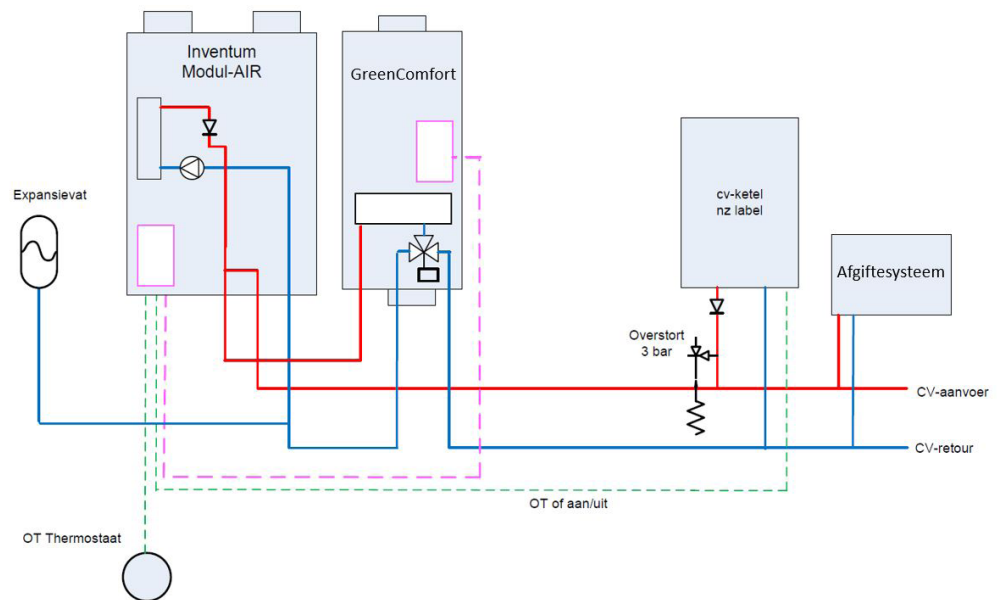 Inventum
Modul-AIR
GreenComfort
Expansievat
cv-ketel
nz label
Afgiftesysteem
Overstort
3 bar
CV-aanvoer
CV-retour
OT of aan/uit
OT Thermostaat